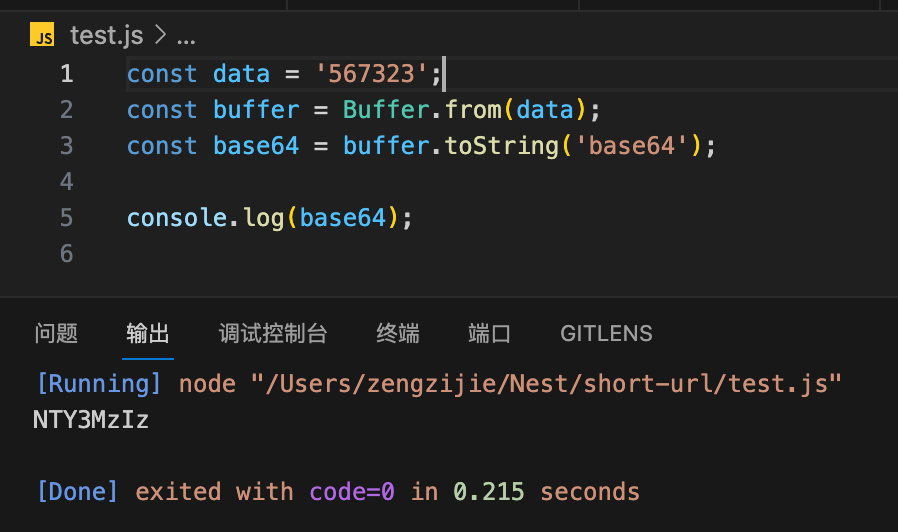 JS test.js > ...
1 const data = '567323';
2 const buffer = Buffer.from(data);
3 const base64 = buffer.toString('base64');
4
5 console.log(base64);
6
问题 输出 调试控制台 终端 端口 GITLENS
[Running] node "/Users/zengzijie/Nest/short-url/test.js"
NTY3MzIz
[Done] exited with code=0 in 0.215 seconds